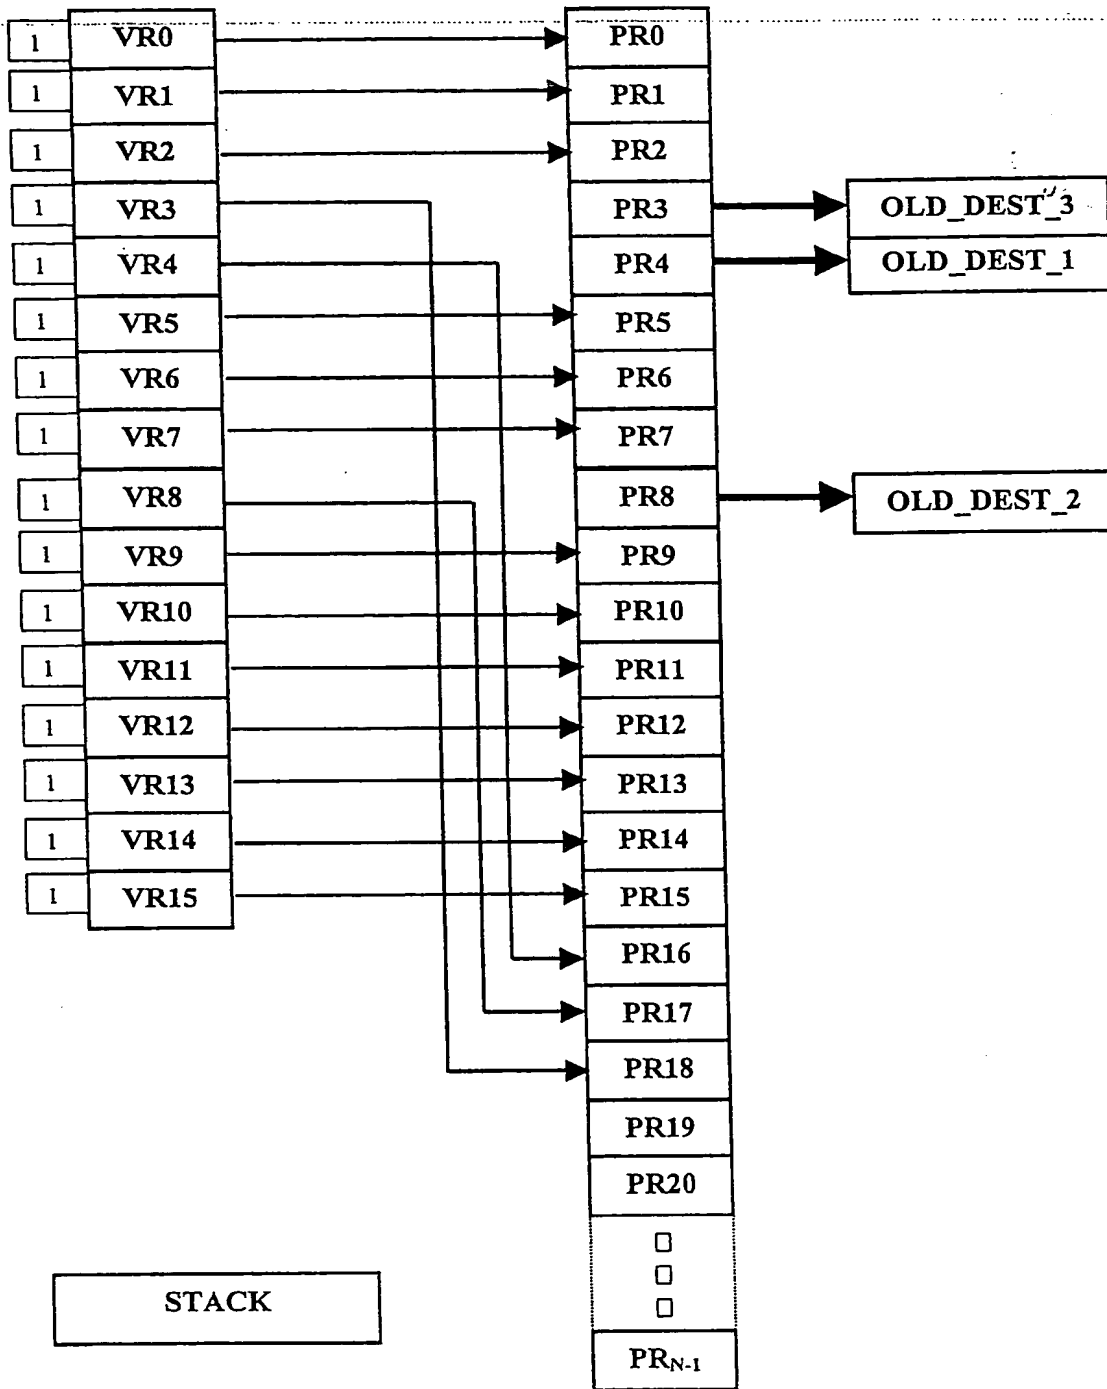 1 VR0 PR0
1 VR1 PR1
1 VR2 PR2
1 VR3 PR3 OLD_DEST_3
1 VR4 PR4 OLD_DEST_1
1 VR5 PR5
1 VR6 PR6
1 VR7 PR7
1 VR8 PR8 OLD_DEST_2
1 VR9 PR9
1 VR10 PR10
1 VR11 PR11
1 VR12 PR12
1 VR13 PR13
1 VR14 PR14
1 VR15 PR15
PR16
PR17
PR18
PR19
PR20
STACK
PRN-1